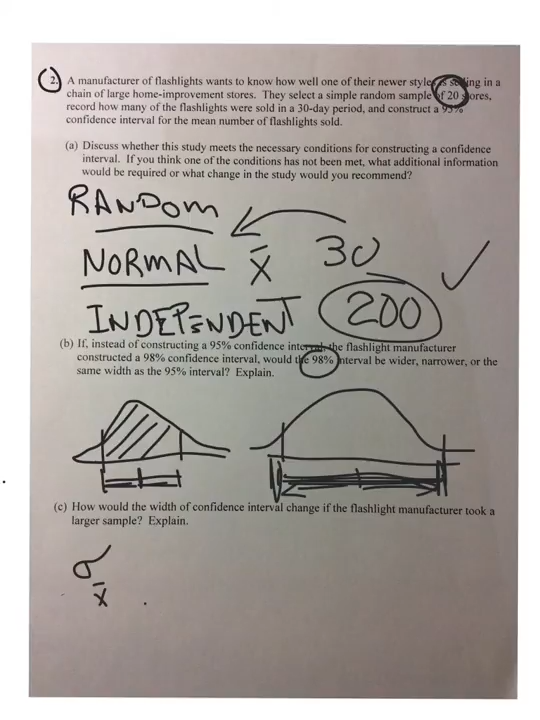 2. A manufacturer of flashlights wants to know how well one of their newer styles is selling in a
chain of large home-improvement stores. They select a simple random sample of 20 stores,
record how many of the flashlights were sold in a 30-day period, and construct a 95%
confidence interval for the mean number of flashlights sold.
(a) Discuss whether this study meets the necessary conditions for constructing a confidence
interval. If you think one of the conditions has not been met, what additional information
would be required or what change in the study would you recommend?
RANDOM
NORMAL x̄ 30
INDEPENDENT 200
(b) If, instead of constructing a 95% confidence interval, the flashlight manufacturer
constructed a 98% confidence interval, would the 98% interval be wider, narrower, or the
same width as the 95% interval? Explain.
(c) How would the width of confidence interval change if the flashlight manufacturer took a
larger sample? Explain.
σx̄